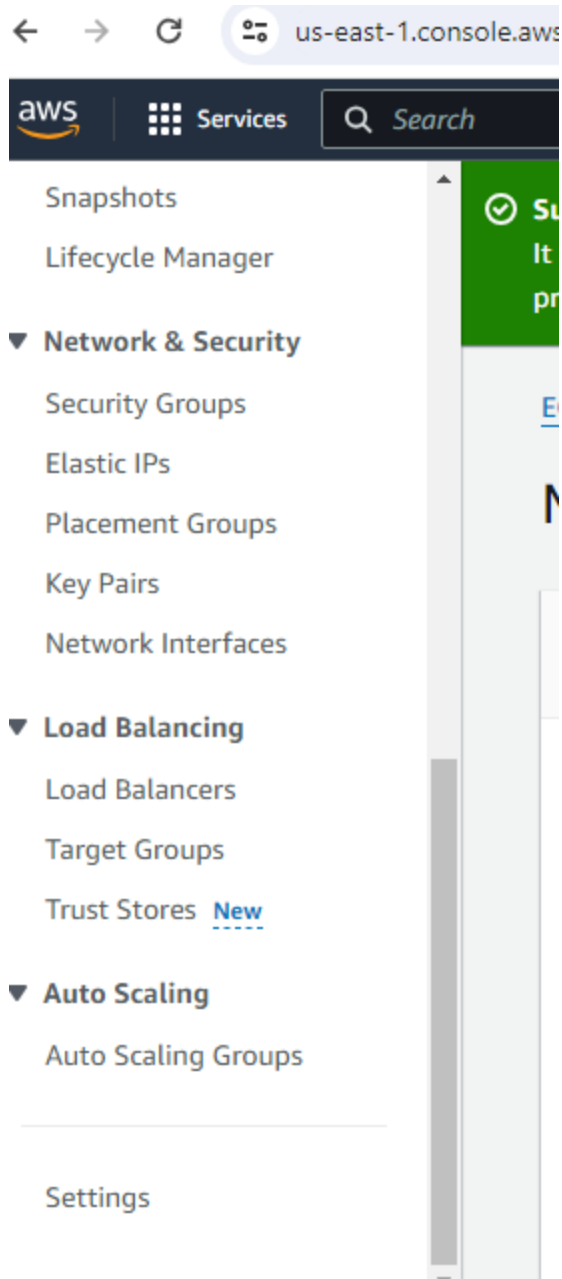 us-east-1.console.aws
aws
Services
Search
Snapshots
Lifecycle Manager
Network & Security
Security Groups
Elastic IPs
Placement Groups
Key Pairs
Network Interfaces
Load Balancing
Load Balancers
Target Groups
Trust Stores New
Auto Scaling
Auto Scaling Groups
Settings
It